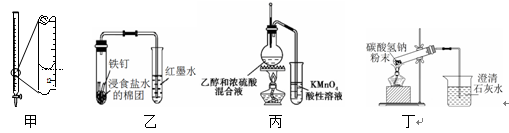 铁钉
浸食盐水
的棉团
红墨水
乙醇和浓硫酸
混合液
KMnO₄
酸性溶液
碳酸氢钠
粉末
澄清
石灰水
甲
乙
丙
丁